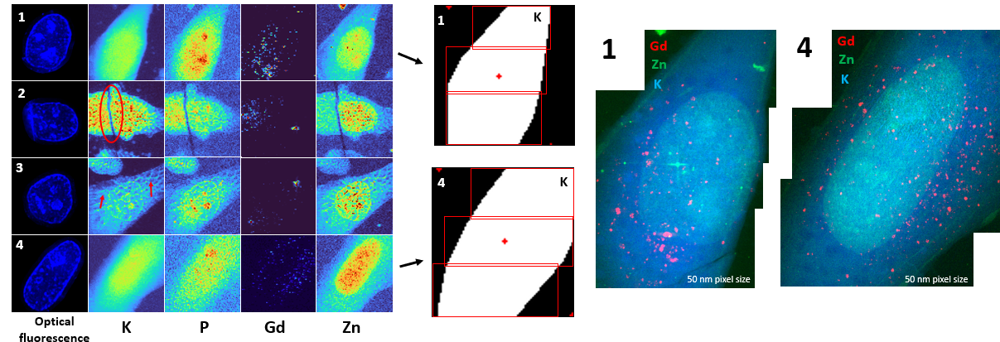 1
2
3
4
Optical
fluorescence
K
P
Gd
Zn
1
K
4
K
1
Gd
Zn
K
50 nm pixel size
4
Gd
Zn
K
50 nm pixel size